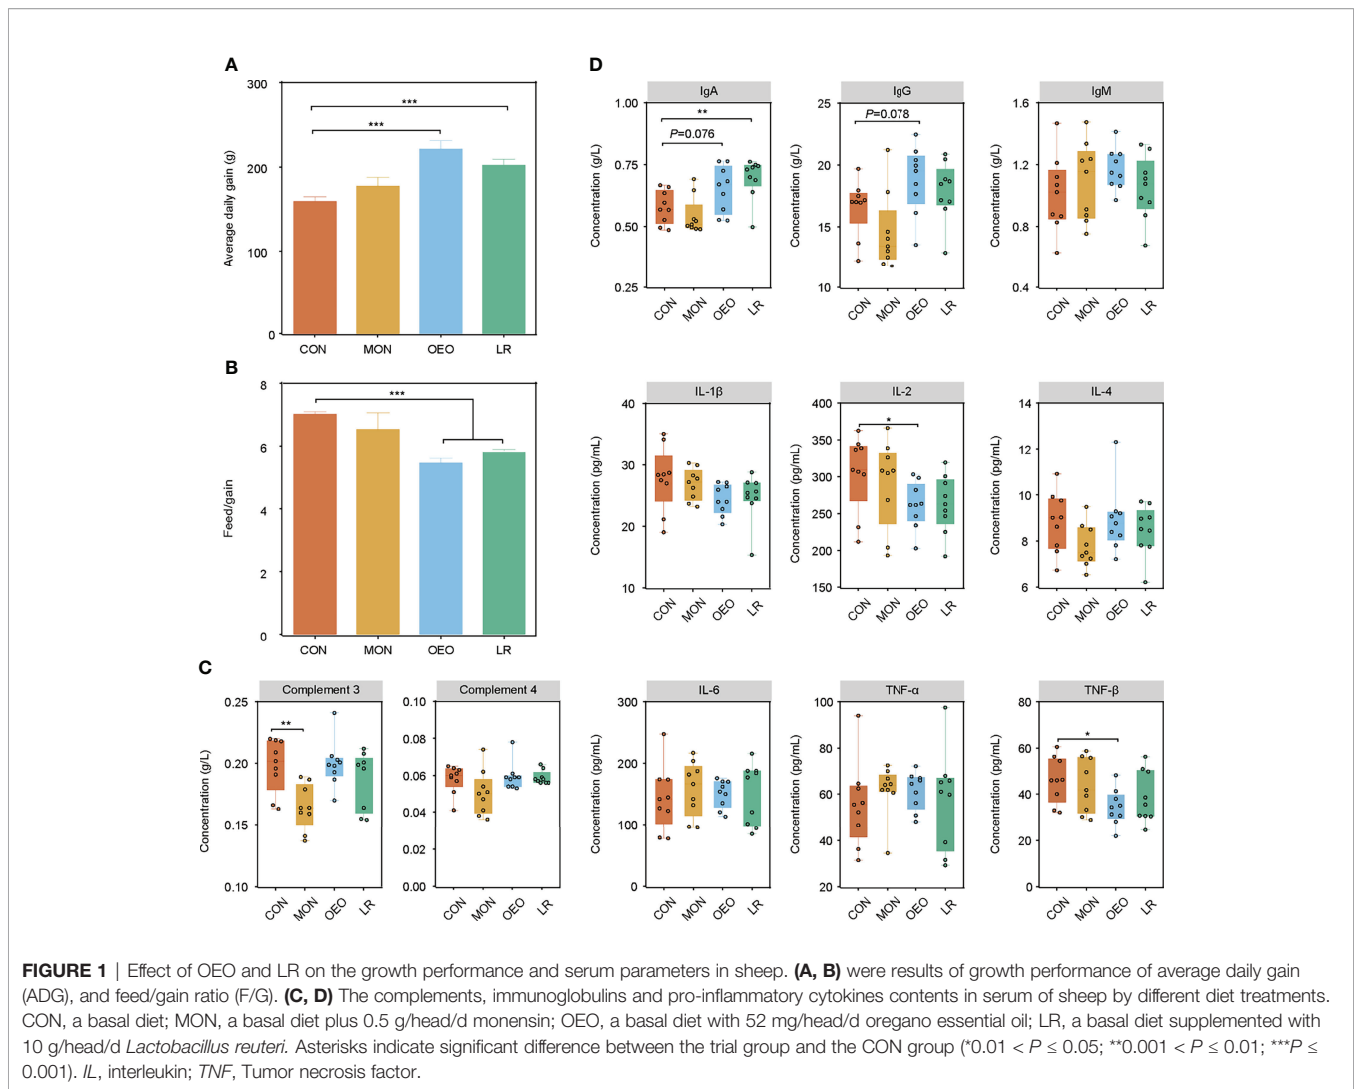 A
300
200
100
0
Average daily gain (g)
***
***
CON MON OEO LR
B
8
6
4
2
0
Feed/gain
***
CON MON OEO LR
C
Complement 3
0.25
0.20
0.15
0.10
Concentration (g/L)
**
CON MON OEO LR
Complement 4
0.10
0.08
0.06
0.04
0.02
0.00
CON MON OEO LR
D
IgA
1.00
0.75
0.50
0.25
Concentration (g/L)
**
P=0.076
CON MON OEO LR
IgG
25
20
15
10
Concentration (g/L)
P=0.078
CON MON OEO LR
IgM
1.6
1.2
0.8
0.4
Concentration (g/L)
CON MON OEO LR
IL-1β
40
30
20
10
Concentration (pg/mL)
CON MON OEO LR
IL-2
400
350
300
250
200
150
Concentration (pg/mL)
*
CON MON OEO LR
IL-4
14
12
10
8
6
Concentration (pg/mL)
CON MON OEO LR
IL-6
300
200
100
0
Concentration (pg/mL)
CON MON OEO LR
TNF-α
100
80
60
40
20
Concentration (pg/mL)
CON MON OEO LR
TNF-β
80
60
40
20
0
Concentration (pg/mL)
*
CON MON OEO LR
FIGURE 1 | Effect of OEO and LR on the growth performance and serum parameters in sheep. (A, B) were results of growth performance of average daily gain
(ADG), and feed/gain ratio (F/G). (C, D) The complements, immunoglobulins and pro-inflammatory cytokines contents in serum of sheep by different diet treatments.
CON, a basal diet; MON, a basal diet plus 0.5 g/head/d monensin; OEO, a basal diet with 52 mg/head/d oregano essential oil; LR, a basal diet supplemented with
10 g/head/d Lactobacillus reuteri. Asterisks indicate significant difference between the trial group and the CON group (*0.01 < P ≤ 0.05; **0.001 < P ≤ 0.01; ***P ≤
0.001). IL, interleukin; TNF, Tumor necrosis factor.